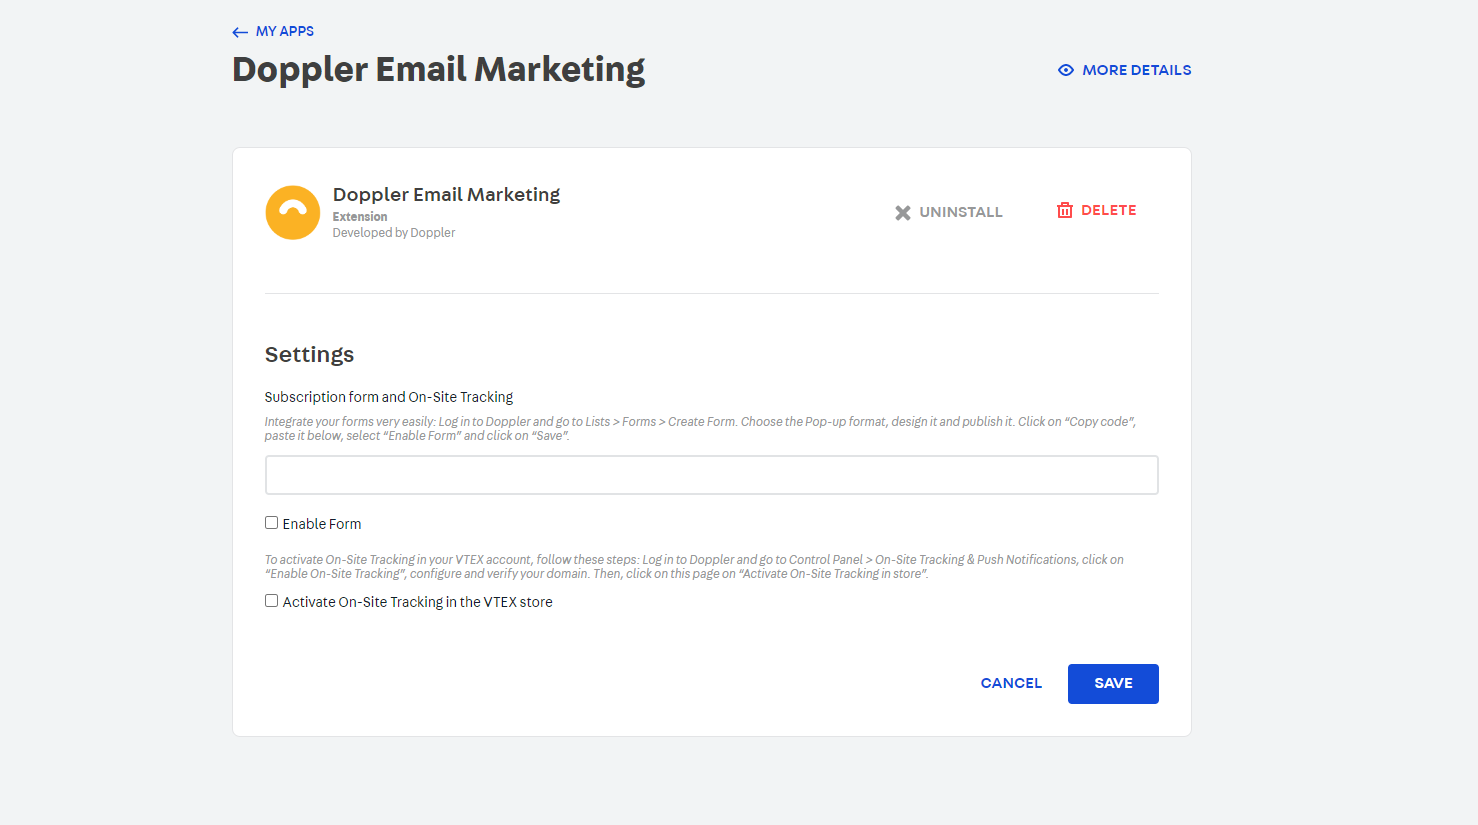 MY APPS
Doppler Email Marketing
MORE DETAILS
Doppler Email Marketing
Extension
Developed by Doppler
UNINSTALL
DELETE
Settings
Subscription form and On-Site Tracking
Integrate your forms very easily: Log in to Doppler and go to Lists > Forms > Create Form. Choose the Pop-up format, design it and publish it. Click on “Copy code”,
paste it below, select “Enable Form” and click on “Save”.
Enable Form
To activate On-Site Tracking in your VTEX account, follow these steps: Log in to Doppler and go to Control Panel > On-Site Tracking & Push Notifications, click on
“Enable On-Site Tracking”, configure and verify your domain. Then, click on this page on “Activate On-Site Tracking in store”.
Activate On-Site Tracking in the VTEX store
CANCEL
SAVE